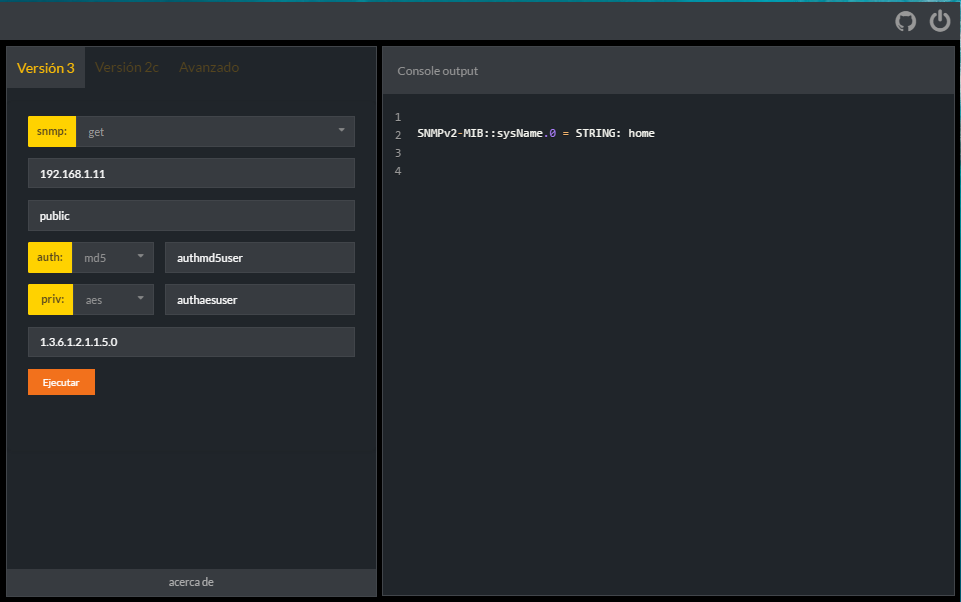 Versión 3 Versión 2c Avanzado
snmp: get
192.168.1.11
public
auth: md5 authmd5user
priv: aes authaesuser
1.3.6.1.2.1.1.5.0
Ejecutar
acerca de
Console output
1
2 SNMPv2-MIB::sysName.0 = STRING: home
3
4